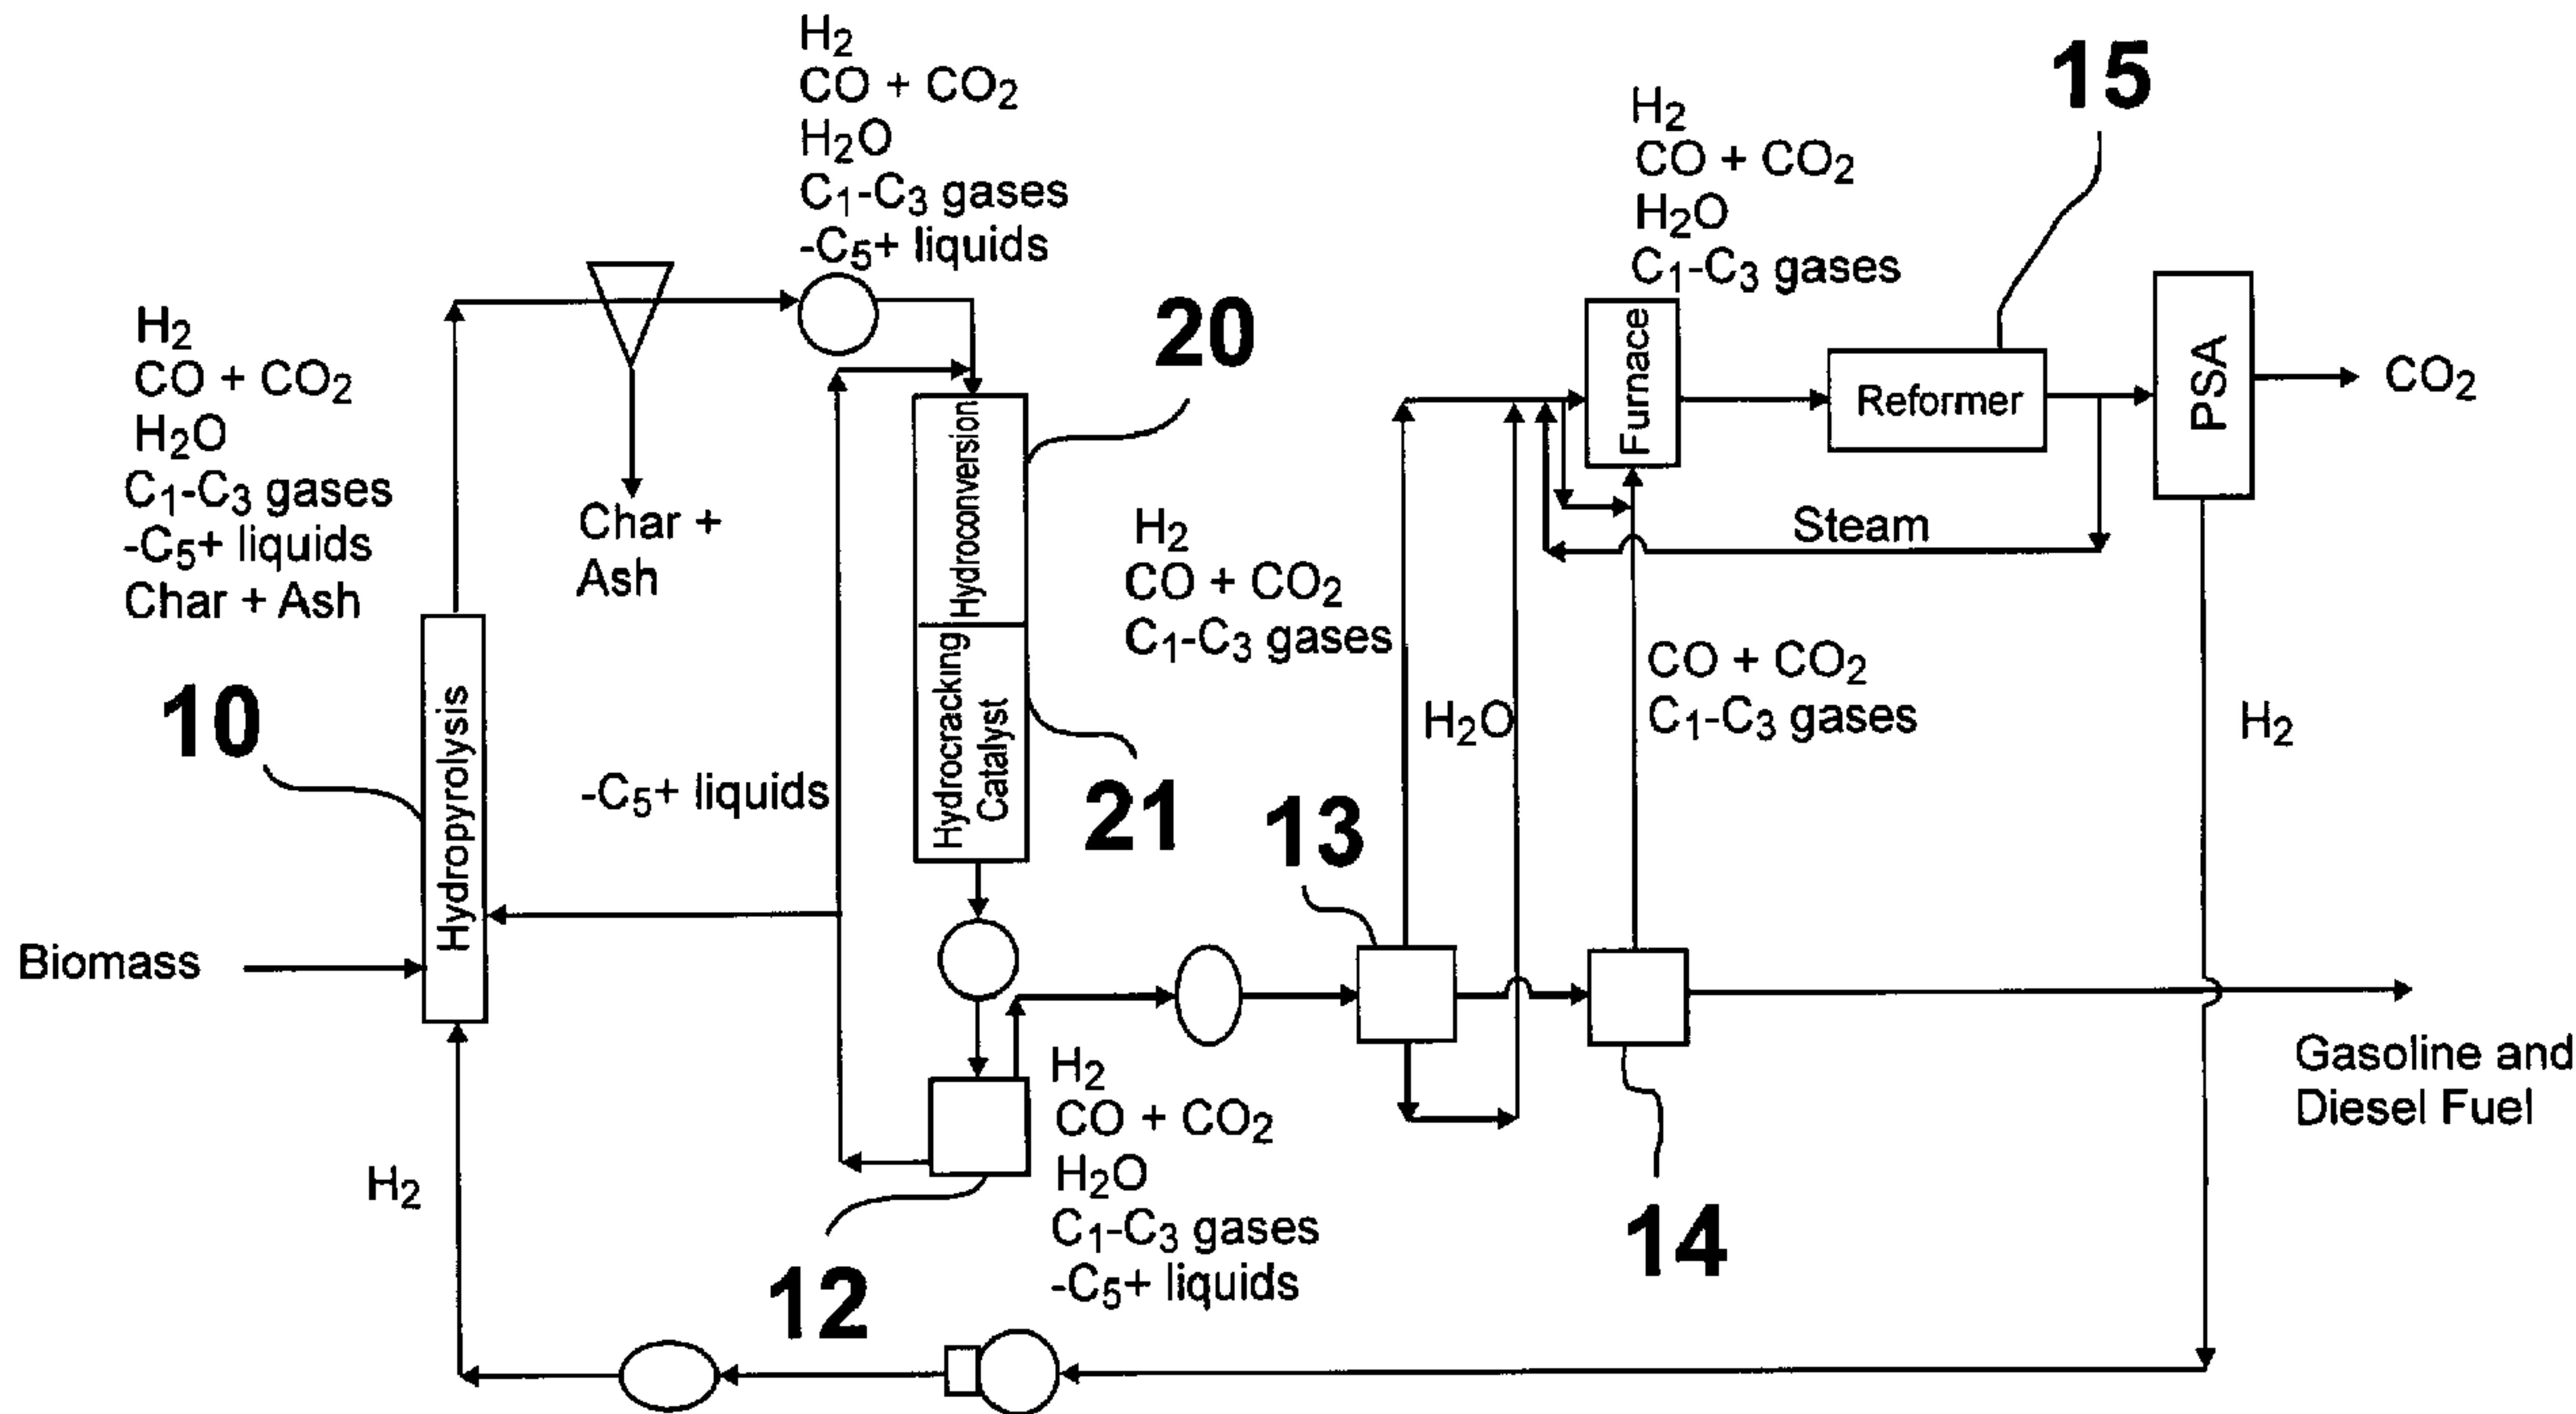 H2
CO + CO2
H2O
C1-C3 gases
-C5+ liquids
H2
CO + CO2
H2O
C1-C3 gases
15
20
H2
CO + CO2
H2O
C1-C3 gases
-C5+ liquids
Char + Ash
Char +
Ash
Hydroconversion
Hydrocracking
Catalyst
Furnace
Reformer
PSA
CO2
Steam
H2
CO + CO2
C1-C3 gases
10
Hydropyrolysis
-C5+ liquids
21
13
H2O
CO + CO2
C1-C3 gases
H2
Biomass
Gasoline and
Diesel Fuel
H2
H2
CO + CO2
H2O
C1-C3 gases
-C5+ liquids
12
14